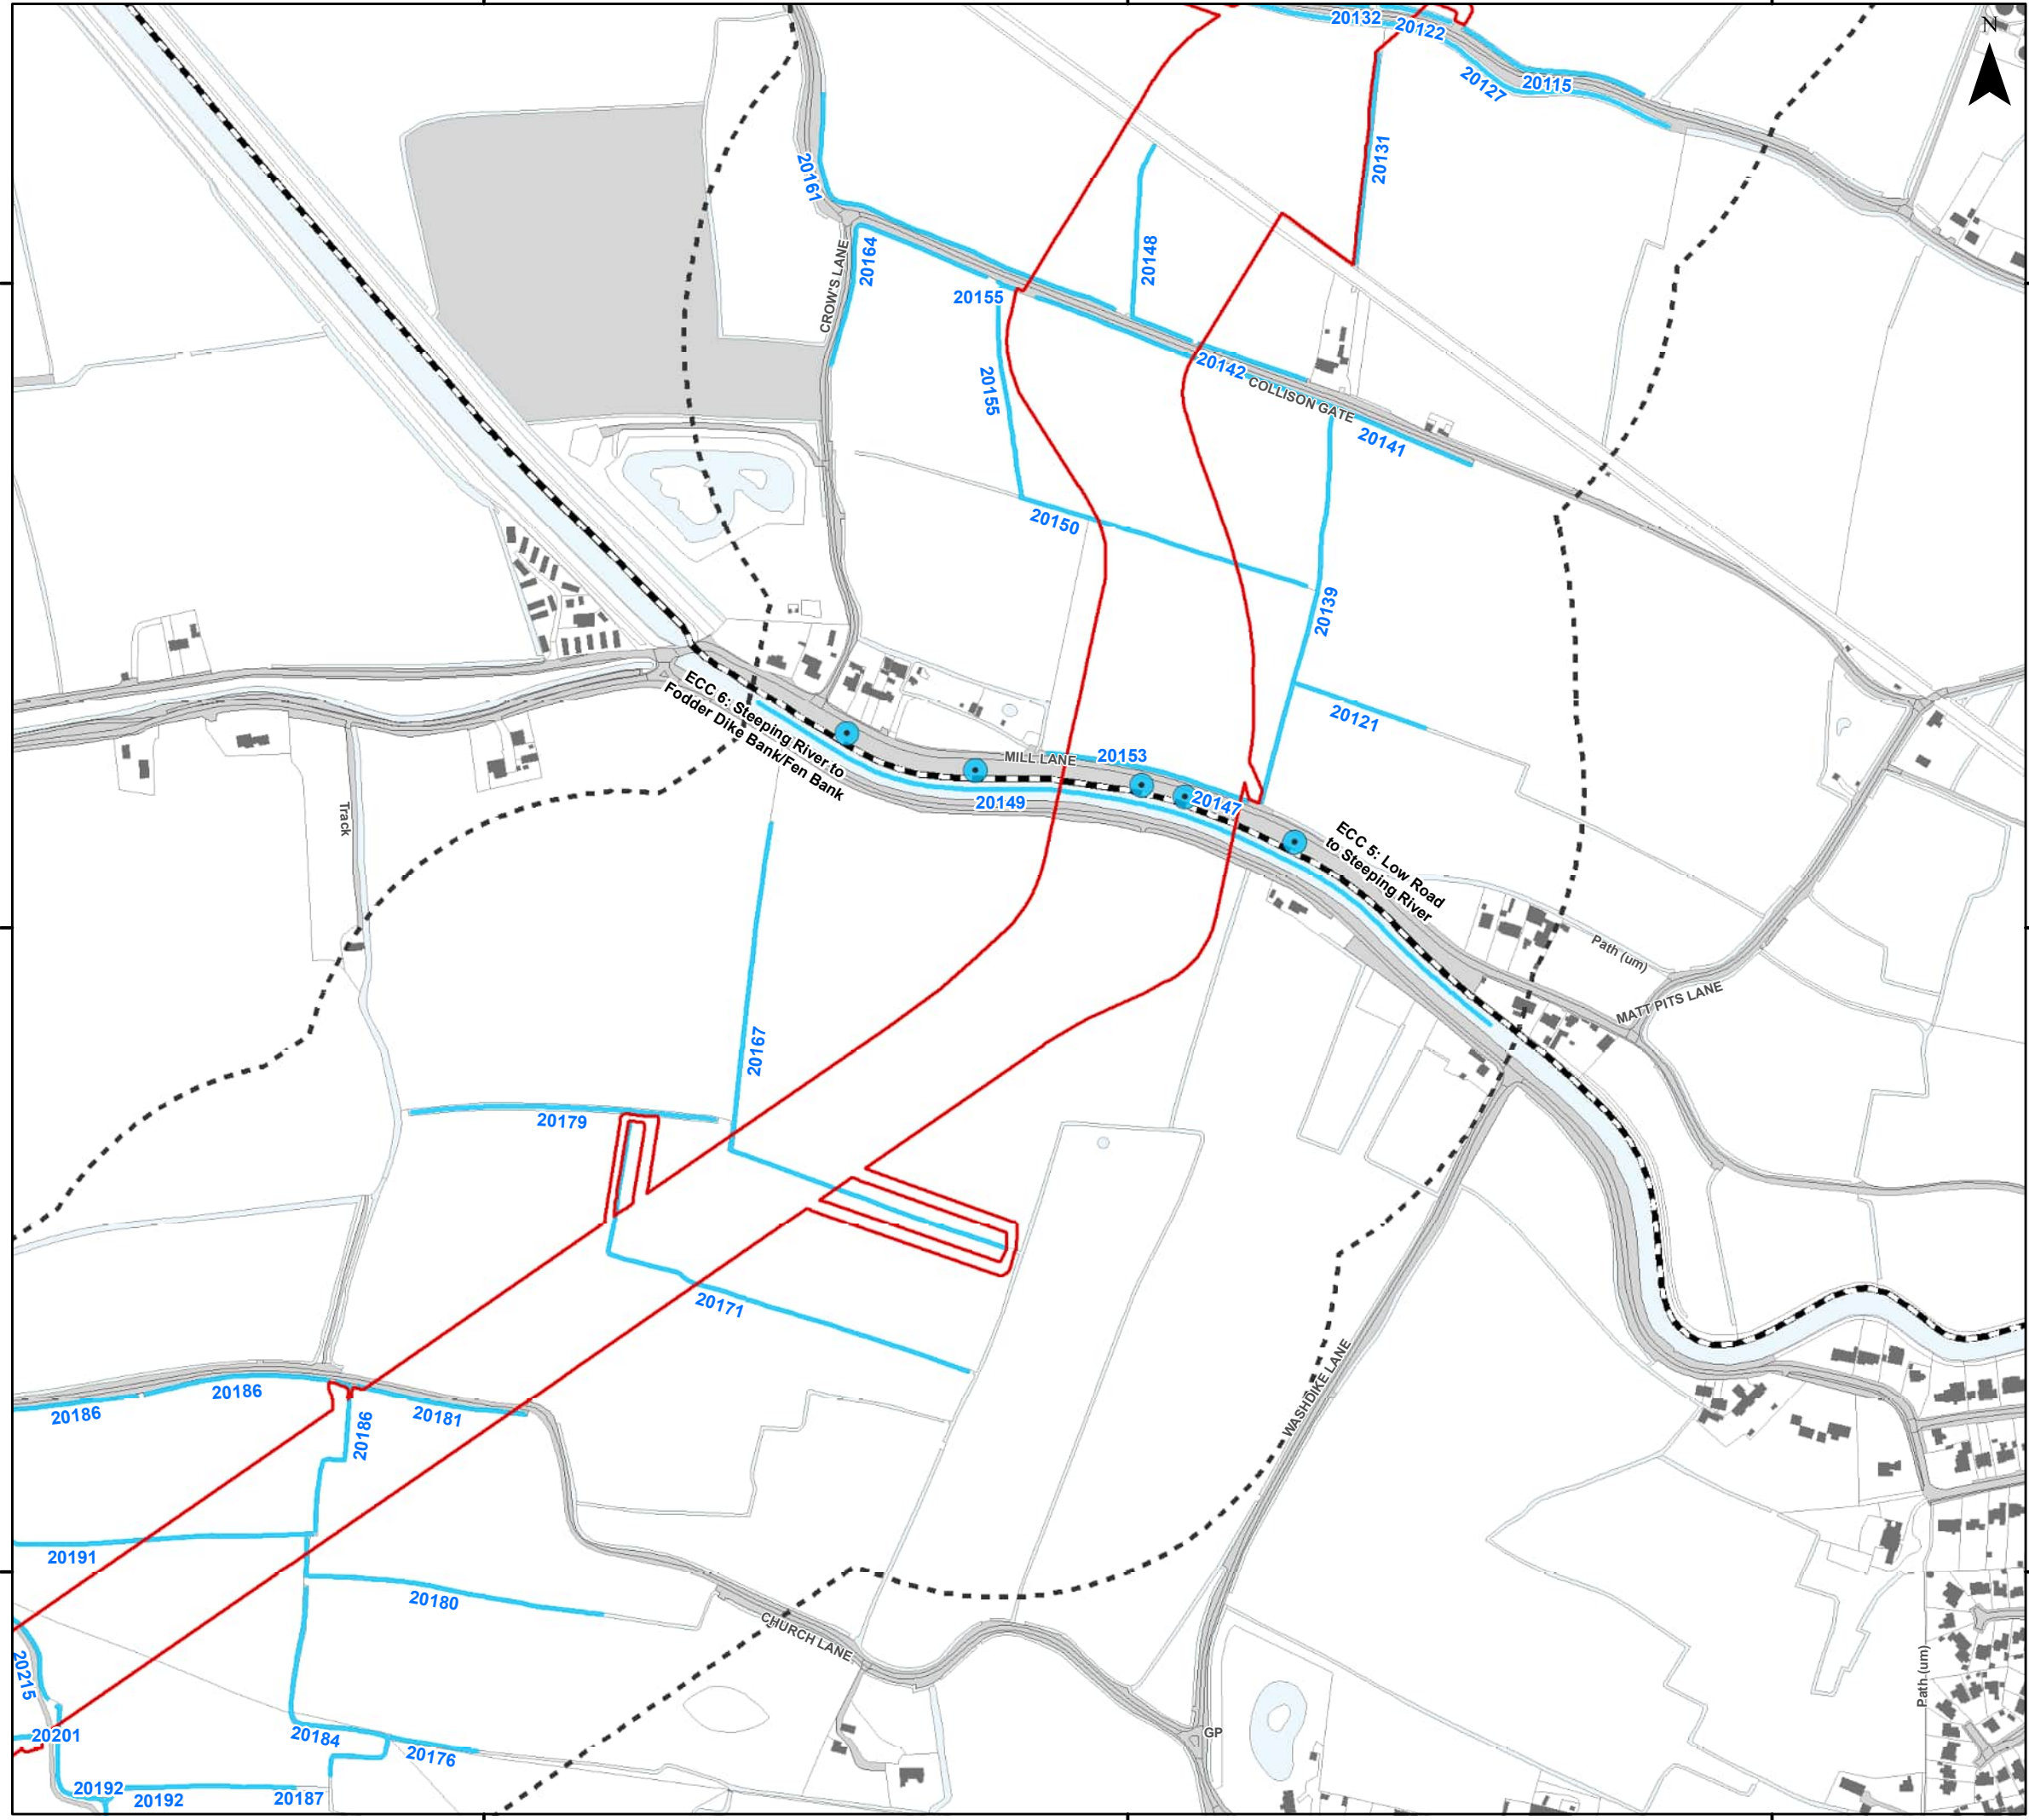 20132
20122
N
20127
20115
20131
20161
20164
CROW'S LANE
20148
20155
20155
20142
COLLISON GATE
20141
20150
20139
20121
ECC 6: Steeping River to
Fodder Dike Bank/Fen Bank
MILL LANE
20153
20149
20147
Track
ECC 5: Low Road
to Steeping River
Path (um)
MATT PITS LANE
20167
20179
20171
WASHDIKE LANE
20186
20186
20181
20186
20191
20180
CHURCH LANE
20215
Path (um)
20201
20184
20176
GP
20192
20192
20187